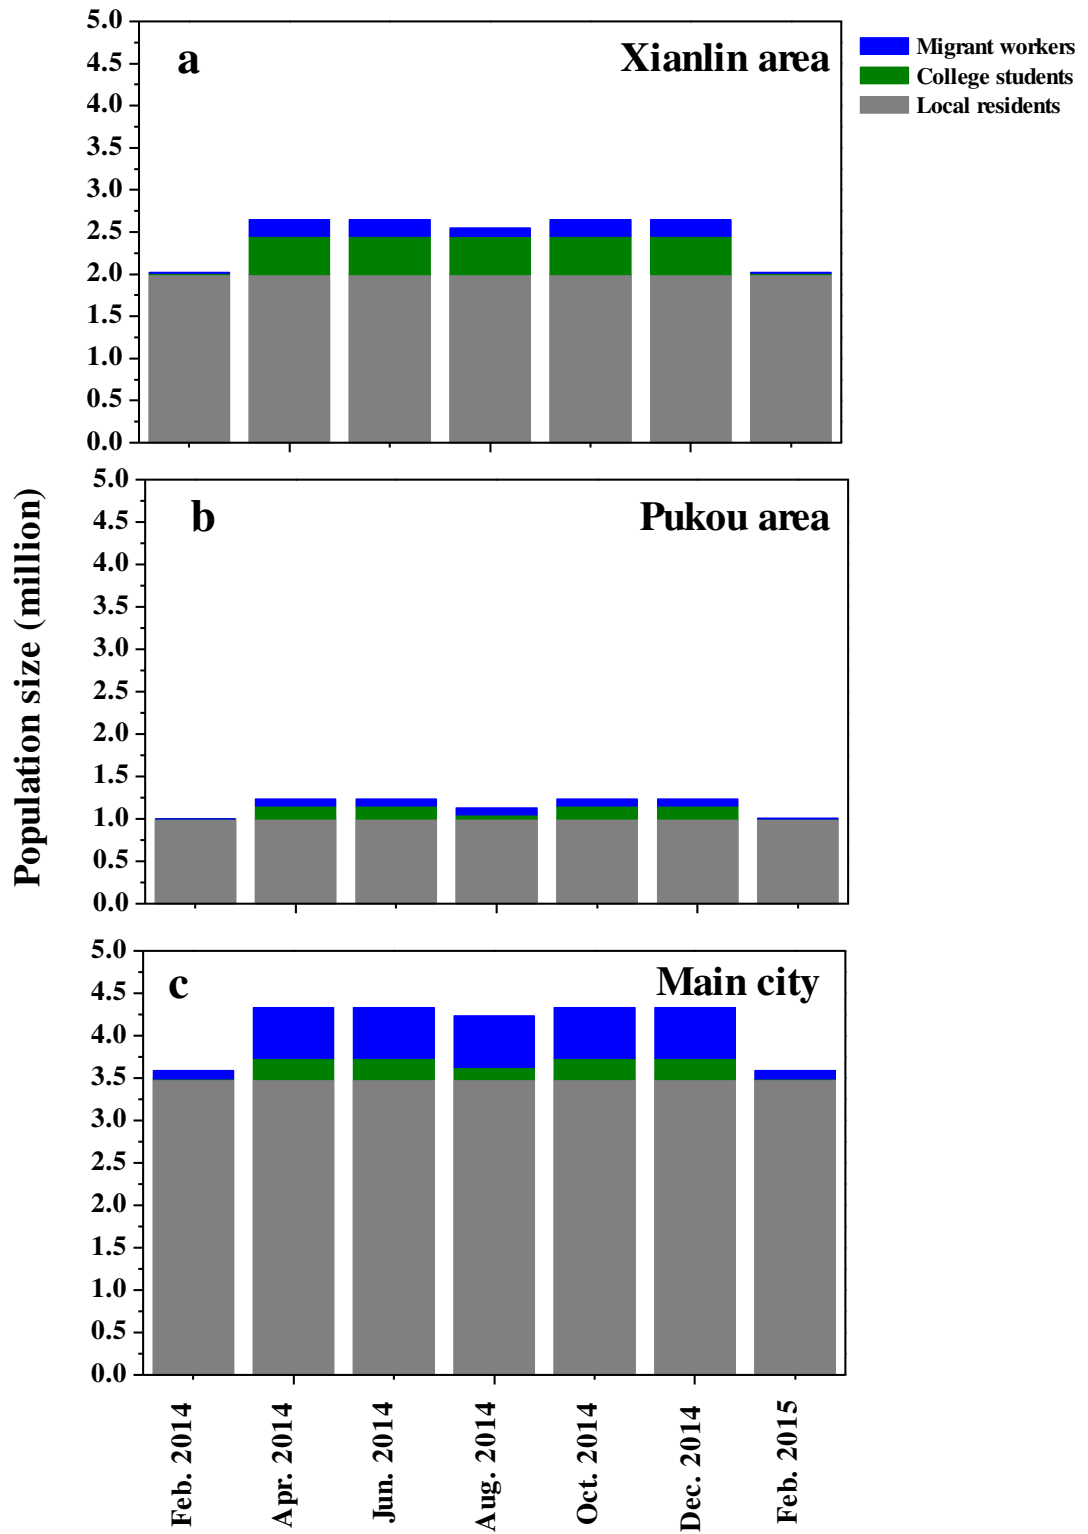 a
Xianlin area
Migrant workers
College students
Local residents
5.0
4.5
4.0
3.5
3.0
2.5
2.0
1.5
1.0
0.5
0.0
Population size (million)
b
Pukou area
5.0
4.5
4.0
3.5
3.0
2.5
2.0
1.5
1.0
0.5
0.0
c
Main city
5.0
4.5
4.0
3.5
3.0
2.5
2.0
1.5
1.0
0.5
0.0
Feb. 2014
Apr. 2014
Jun. 2014
Aug. 2014
Oct. 2014
Dec. 2014
Feb. 2015